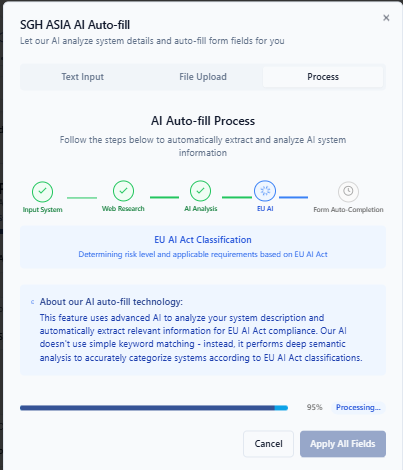 SGH ASIA AI Auto-fill
Let our AI analyze system details and auto-fill form fields for you
Text Input
File Upload
Process
AI Auto-fill Process
Follow the steps below to automatically extract and analyze AI system
information
Input System
Web Research
AI Analysis
EU AI
Form Auto-Completion
EU AI Act Classification
Determining risk level and applicable requirements based on EU AI Act
About our AI auto-fill technology:
This feature uses advanced AI to analyze your system description and
automatically extract relevant information for EU AI Act compliance. Our AI
doesn't use simple keyword matching - instead, it performs deep semantic
analysis to accurately categorize systems according to EU AI Act classifications.
95%
Processing...
Cancel
Apply All Fields